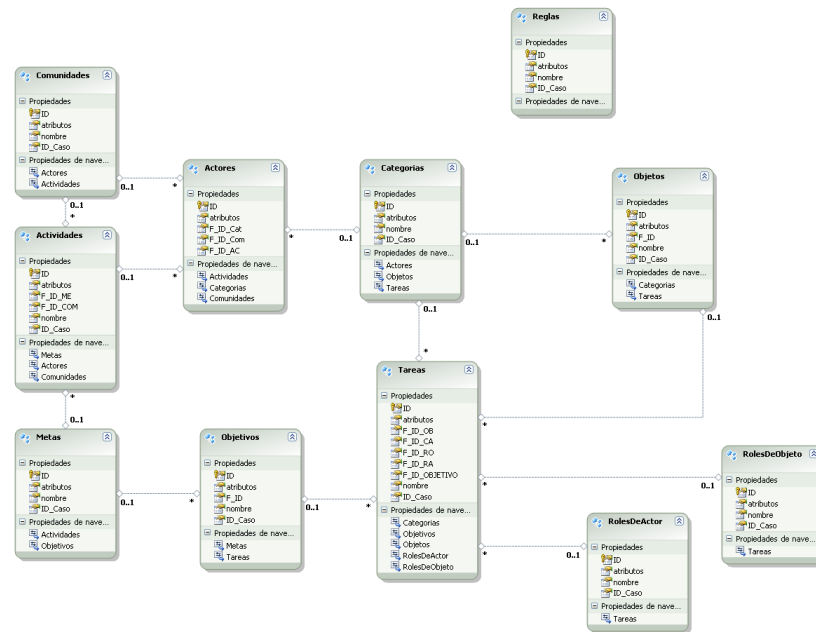 Reglas
Propiedades
ID
atributos
nombre
ID_Caso
Propiedades de nave...
Comunidades
Propiedades
ID
atributos
nombre
ID_Caso
Propiedades de nave...
Actores
Actividades
0..1
*
0..1
*
Actores
Propiedades
ID
atributos
F_ID_Cat
F_ID_Com
F_ID_AC
Propiedades de nave...
Actividades
Categorias
Comunidades
*
0..1
Categorias
Propiedades
ID
atributos
nombre
ID_Caso
Propiedades de nave...
Actores
Objetos
Tareas
0..1
*
0..1
*
Objetos
Propiedades
ID
atributos
F_ID
nombre
ID_Caso
Propiedades de nave...
Categorias
Tareas
0..1
*
Actividades
Propiedades
ID
atributos
F_ID_ME
F_ID_COM
nombre
ID_Caso
Propiedades de nave...
Metas
Actores
Comunidades
0..1
*
*
0..1
Metas
Propiedades
ID
atributos
nombre
ID_Caso
Propiedades de nave...
Actividades
Objetivos
0..1
*
Objetivos
Propiedades
ID
atributos
F_ID
nombre
ID_Caso
Propiedades de nave...
Metas
Tareas
0..1
*
Tareas
Propiedades
ID
atributos
F_ID_OB
F_ID_CA
F_ID_RO
F_ID_RA
F_ID_OBJETIVO
nombre
ID_Caso
Propiedades de nave...
Categorias
Objetivos
Objetos
RolesDeActor
RolesDeObjeto
*
0..1
*
0..1
RolesDeActor
Propiedades
ID
atributos
nombre
ID_Caso
Propiedades de nave...
Tareas
RolesDeObjeto
Propiedades
ID
atributos
nombre
ID_Caso
Propiedades de nave...
Tareas